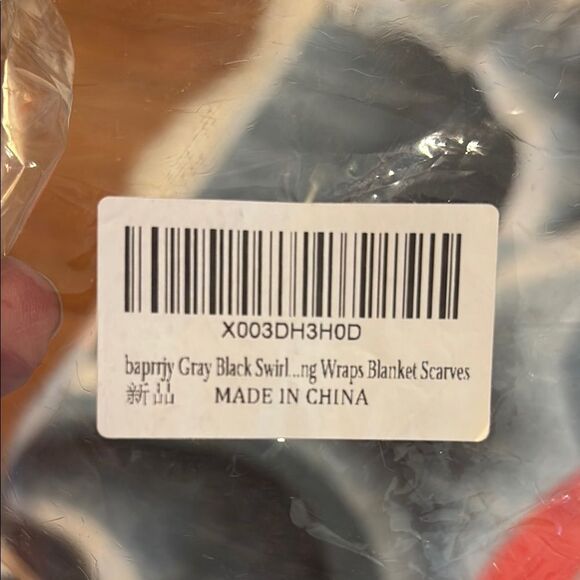 X003DH3H0D
baprrjy Gray Black Swirl...ng Wraps Blanket Scarves
新品 MADE IN CHINA